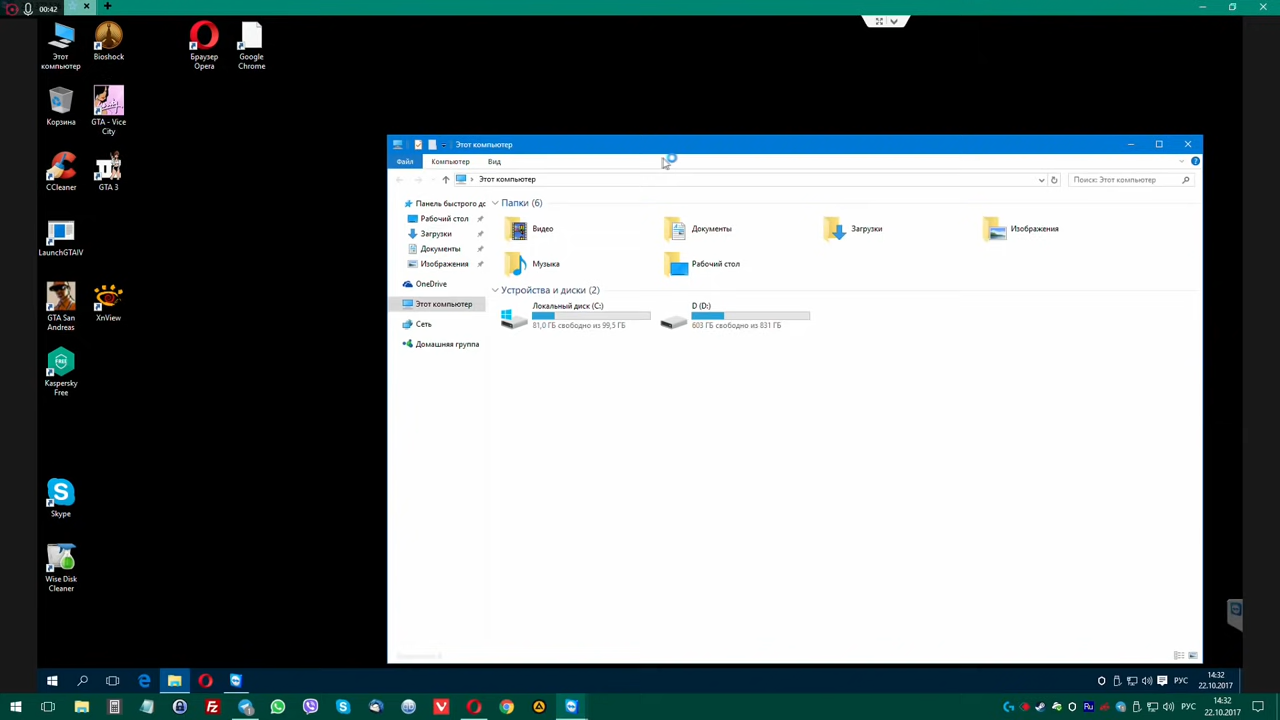 00:42
Этот
компьютер
Bioshock
Браузер
Opera
Google
Chrome
Корзина
GTA - Vice
City
CCleaner
GTA 3
LaunchGTAIV
GTA San
Andreas
XnView
Kaspersky
Free
Skype
Wise Disk
Cleaner
Этот компьютер
Файл
Компьютер
Вид
Этот компьютер
Поиск: Этот компьютер
Панель быстрого до
Рабочий стол
Загрузки
Документы
Изображения
OneDrive
Этот компьютер
Сеть
Домашняя группа
Папки (6)
Видео
Документы
Загрузки
Изображения
Музыка
Рабочий стол
Устройства и диски (2)
Локальный диск (C:)
81,0 ГБ свободно из 99,5 ГБ
D (D:)
603 ГБ свободно из 831 ГБ
РУС
14:32
22.10.2017
РУС
14:32
22.10.2017